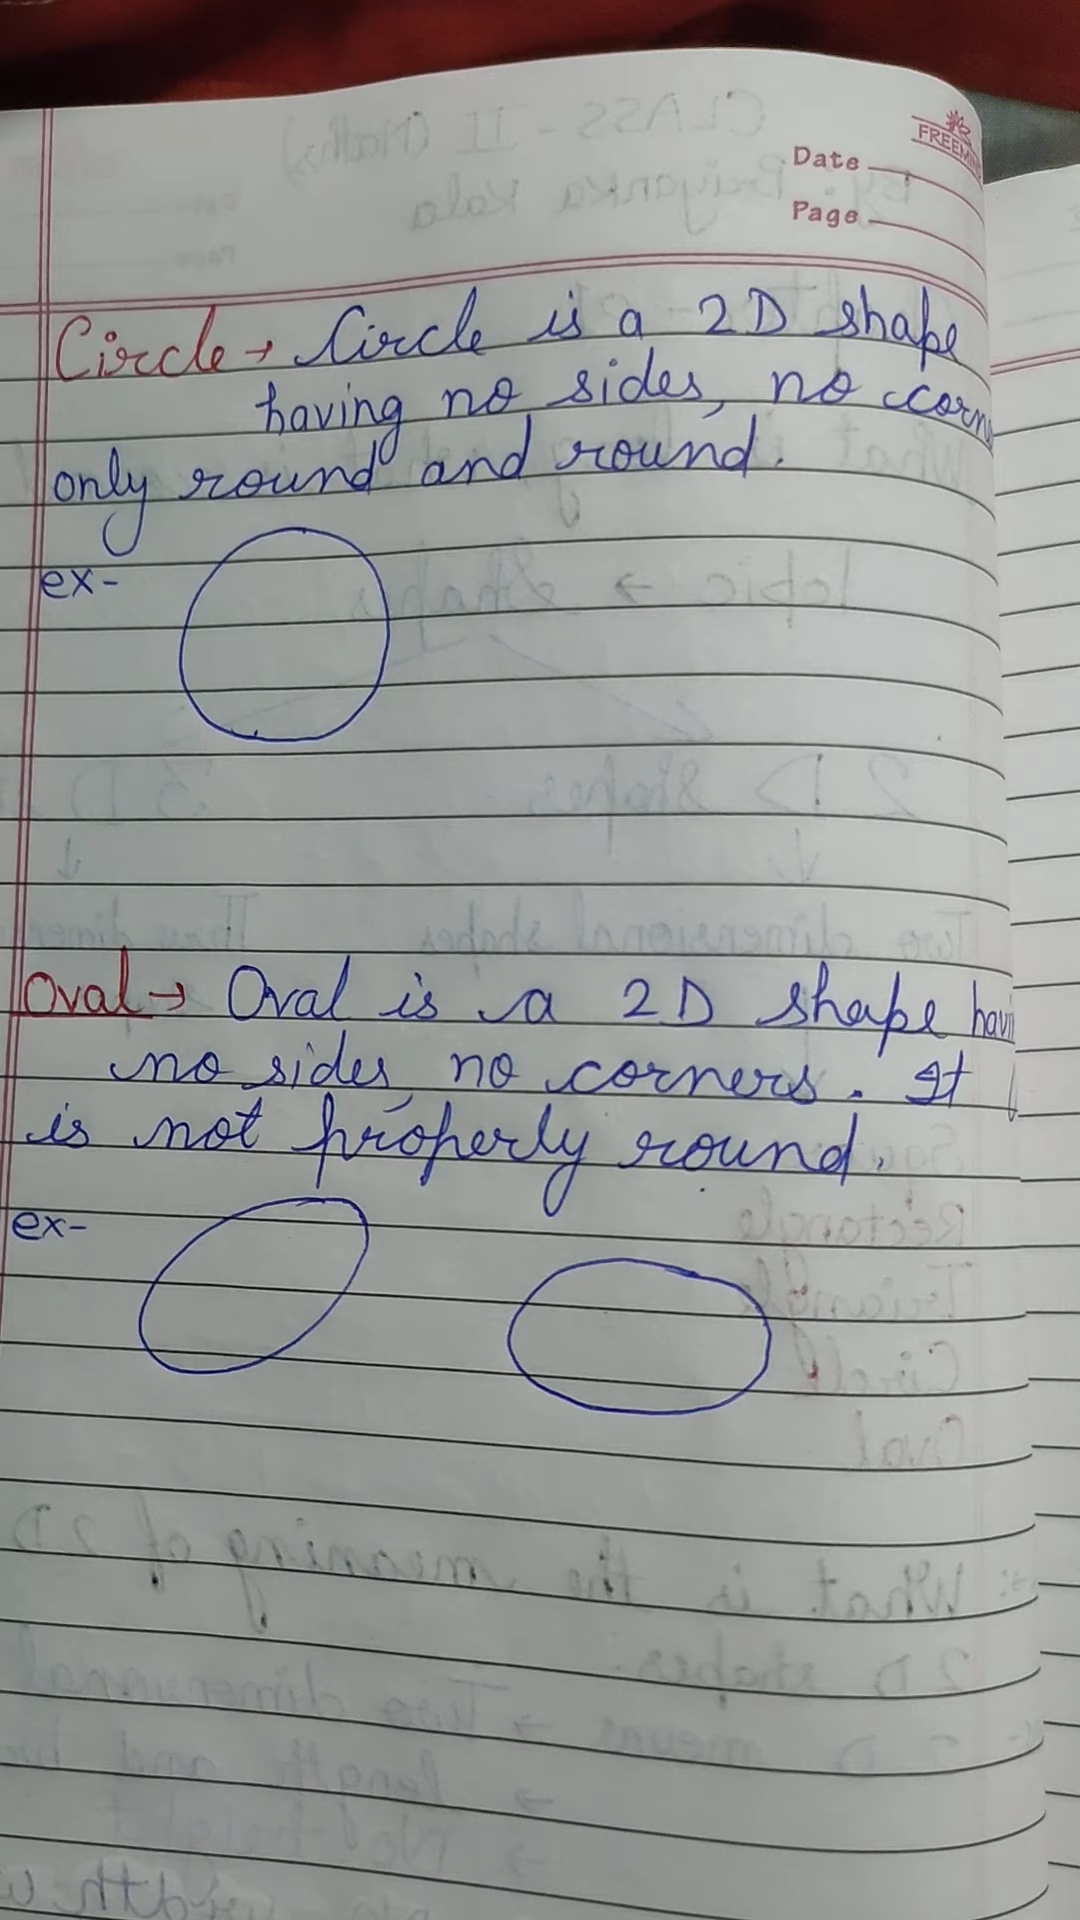 FREEMIN
Date
Page
Circle → Circle is a 2D shape
having no sides, no corn
only round and round.
ex-
Oval → Oval is a 2D shape havi
no sides, no corners. It
is not properly round.
ex-